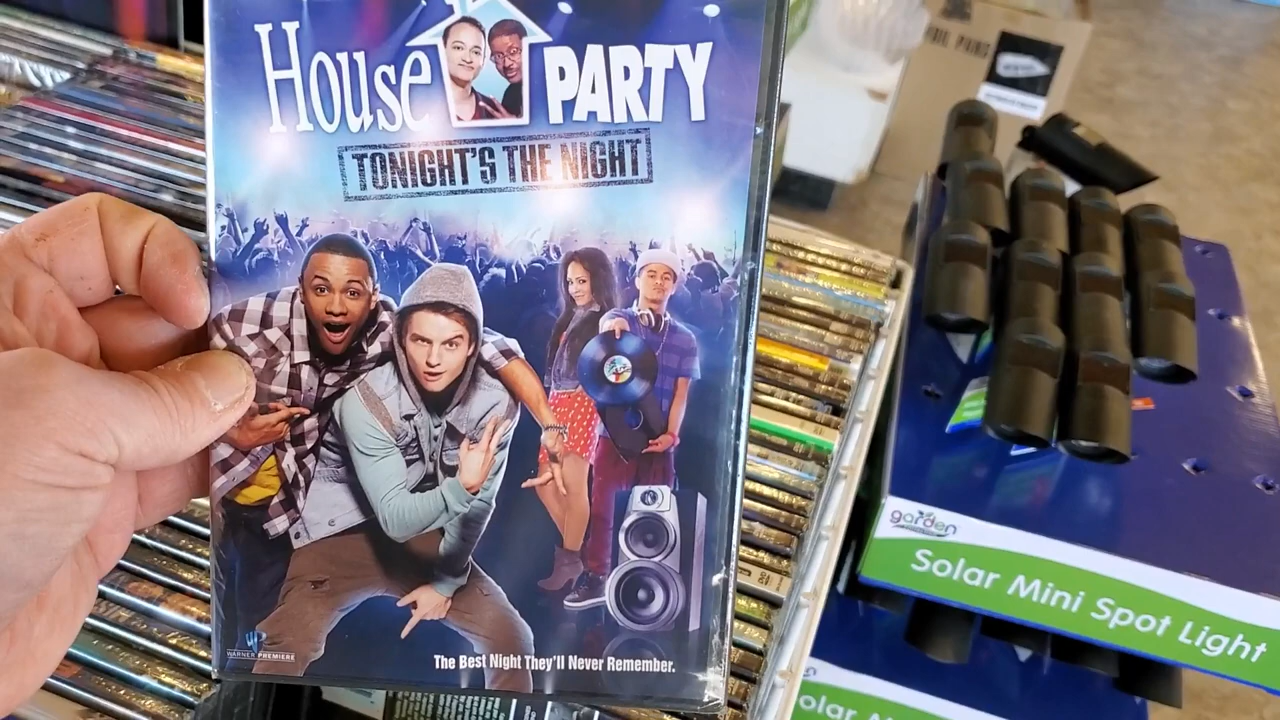 House PARTY
TONIGHT'S THE NIGHT
WARNER PREMIERE
The Best Night They'll Never Remember.
garden
Solar Mini Spot Light
olar M